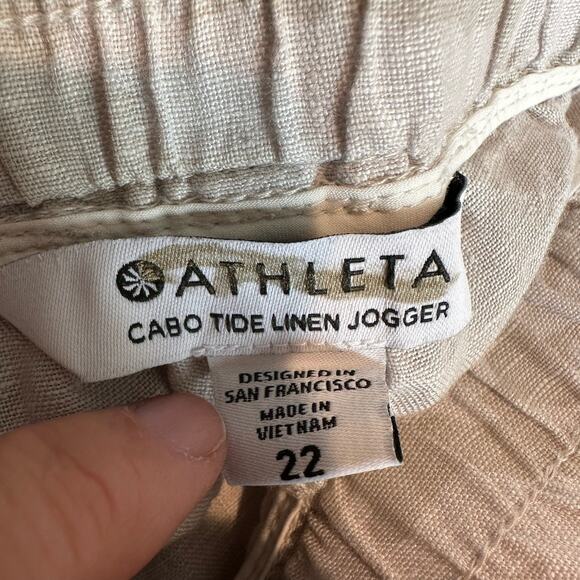 ATHLETA
CABO TIDE LINEN JOGGER
DESIGNED IN
SAN FRANCISCO
MADE IN
VIETNAM
22